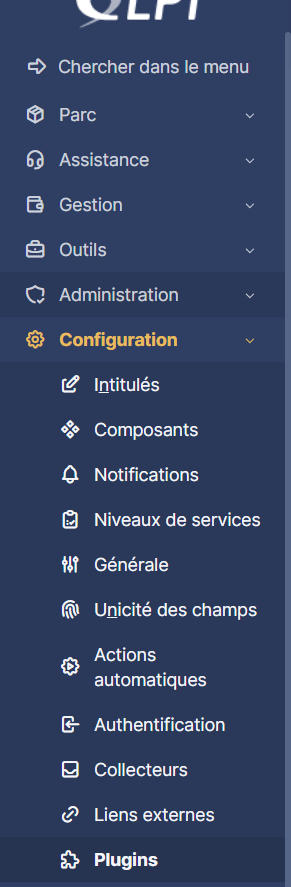 GLPI
Chercher dans le menu
Parc
Assistance
Gestion
Outils
Administration
Configuration
Intitulés
Composants
Notifications
Niveaux de services
Générale
Unicité des champs
Actions
automatiques
Authentification
Collecteurs
Liens externes
Plugins